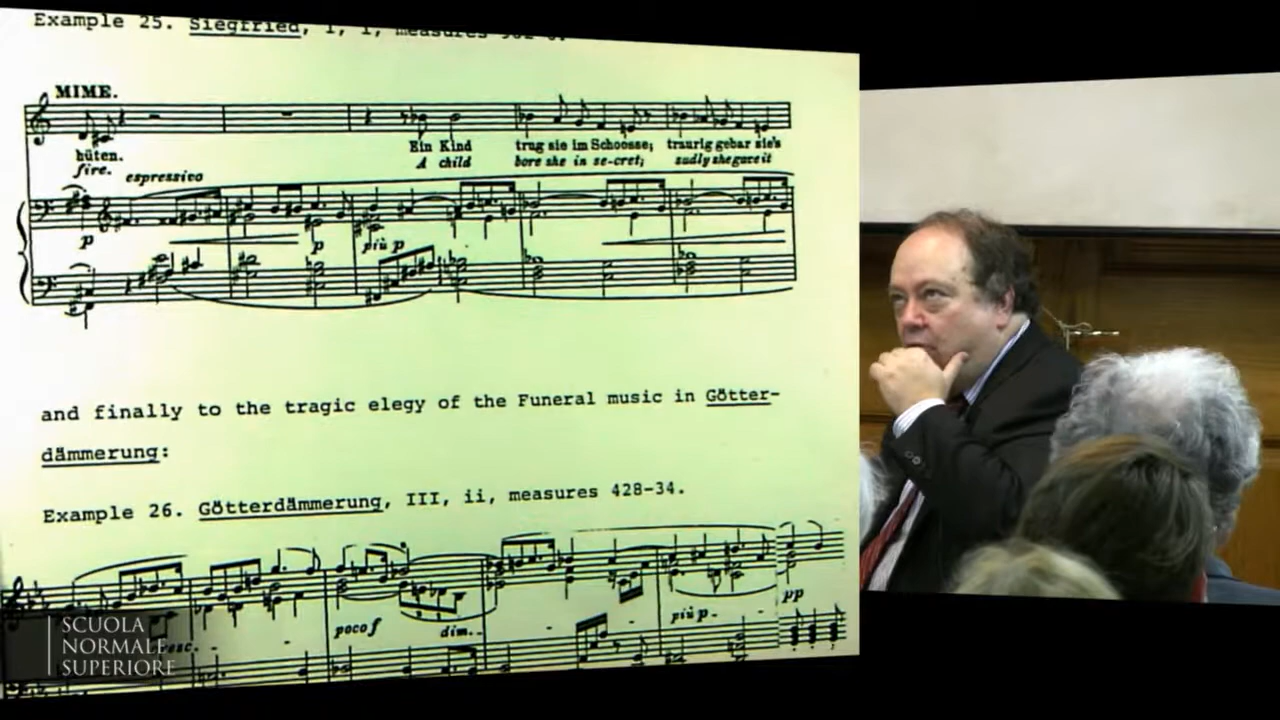 Example 25. Siegfried, I, 1, measures
MIME.
hüten. Ein Kind trug sie im Schoosse; traurig gebar sie's
fire. A child bore she in se-cret; sadly she gave it
espressivo
p p più p
and finally to the tragic elegy of the Funeral music in Götter-
dämmerung:
Example 26. Götterdämmerung, III, ii, measures 428-34.
poco f dim. più p pp
SCUOLA
NORMALE
SUPERIORE